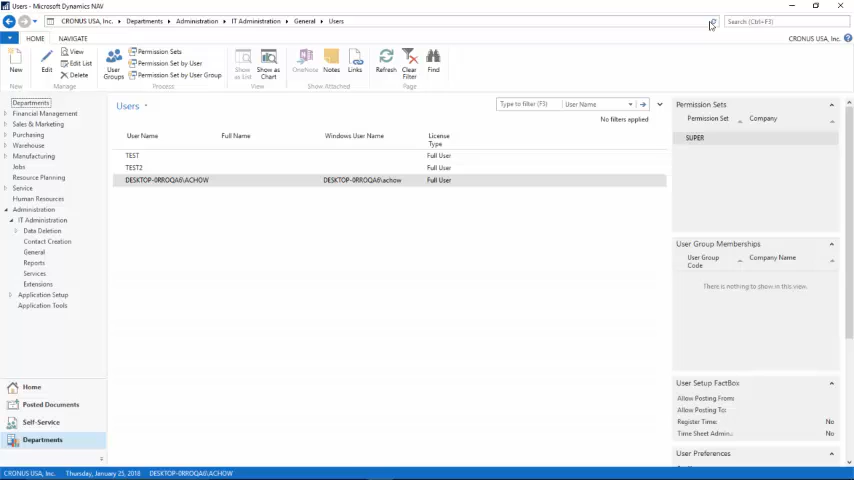 Users - Microsoft Dynamics NAV
CRONUS USA, Inc. Departments Administration IT Administration General Users
Search (Ctrl+F3)
HOME NAVIGATE
CRONUS USA, Inc.
New
Edit
View
Edit List
Delete
User Groups
Permission Sets
Permission Set by User
Permission Set by User Group
Show as List
Show as Chart
OneNote
Notes
Links
Refresh
Clear Filter
Find
New Manage Process View Show Attached Page
Departments
Financial Management
Sales & Marketing
Purchasing
Warehouse
Manufacturing
Jobs
Resource Planning
Service
Human Resources
Administration
IT Administration
Data Deletion
Contact Creation
General
Reports
Services
Extensions
Application Setup
Application Tools
Home
Posted Documents
Self-Service
Departments
Users
Type to filter (F3) User Name
No filters applied
User Name Full Name Windows User Name License Type
TEST Full User
TEST2 Full User
DESKTOP-0RROQA6\ACHOW DESKTOP-0RROQA6\achow Full User
Permission Sets
Permission Set Company
SUPER
User Group Memberships
User Group Code Company Name
There is nothing to show in this view.
User Setup FactBox
Allow Posting From:
Allow Posting To:
Register Time: No
Time Sheet Admin.: No
User Preferences
CRONUS USA, Inc. Thursday, January 25, 2018 DESKTOP-0RROQA6\ACHOW